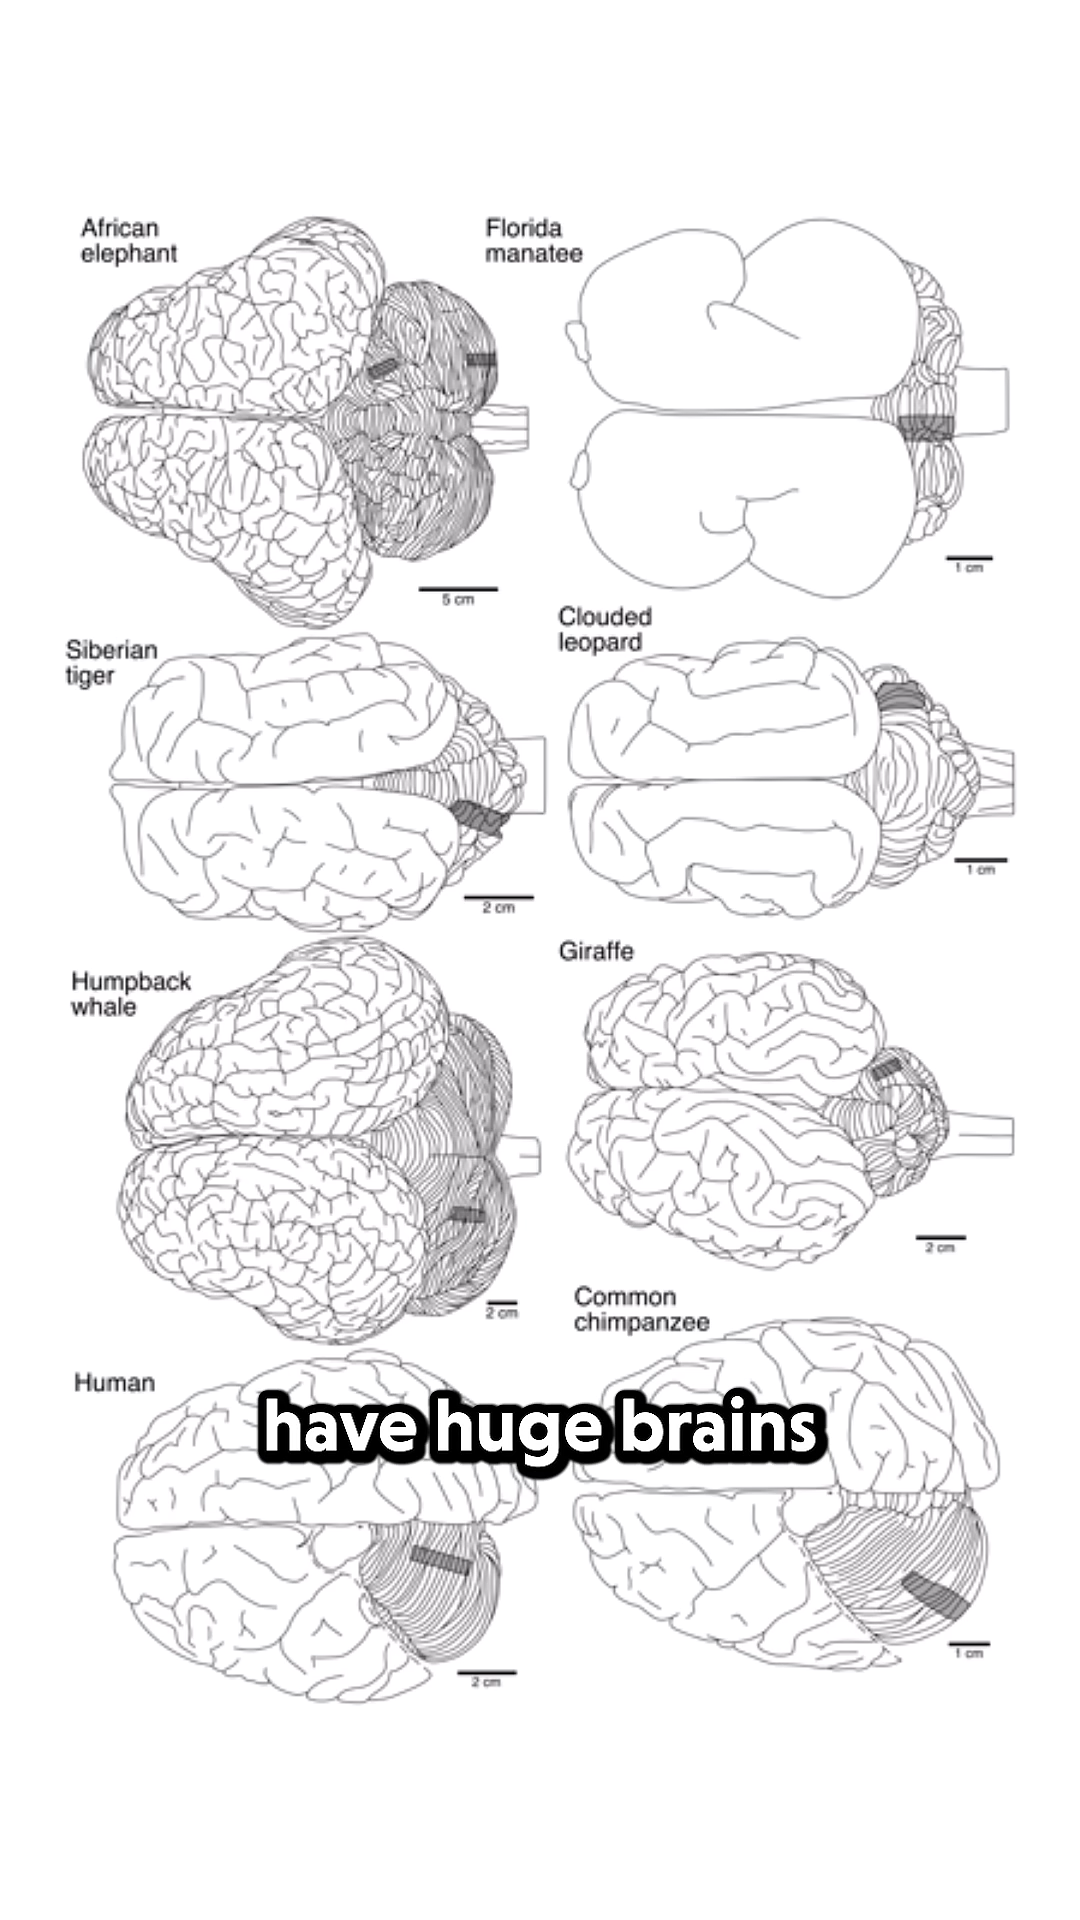 African
elephant
Florida
manatee
5 cm
1 cm
Siberian
tiger
Clouded
leopard
2 cm
1 cm
Humpback
whale
Giraffe
2 cm
2 cm
Human
Common
chimpanzee
have huge brains
2 cm
1 cm